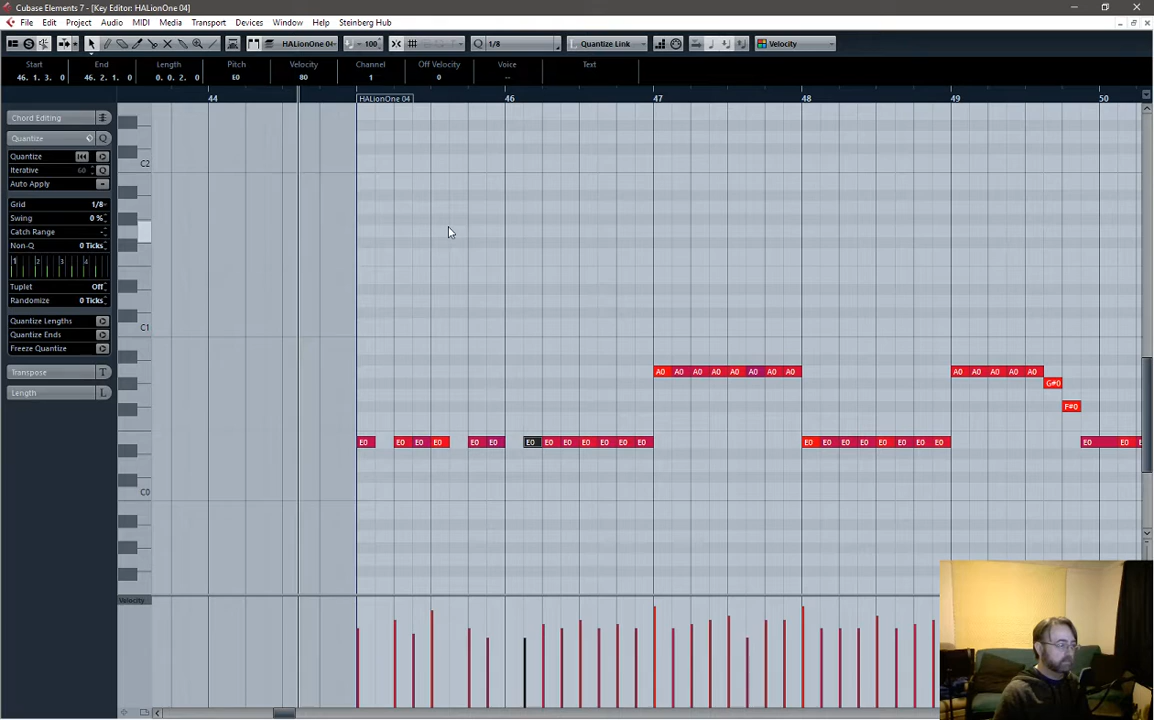 Cubase Elements 7 - [Key Editor: HALionOne 04]
File Edit Project Audio MIDI Media Transport Devices Window Help Steinberg Hub
HALionOne 04 100 1/8 Quantize Link Velocity
Start End Length Pitch Velocity Channel Off Velocity Voice Text
46. 1. 3. 0 46. 2. 1. 0 0. 0. 2. 0 E0 80 1 0 --
HALionOne 04
44 46 47 48 49 50
Chord Editing
Quantize Q
Quantize
Iterative 60 Q
Auto Apply
Grid 1/8
Swing 0 %
Catch Range -
Non-Q 0 Ticks
1 2 3 4
Tuplet Off
Randomize 0 Ticks
Quantize Lengths
Quantize Ends
Freeze Quantize
Transpose T
Length L
C2
C1
A0 A0 A0 A0 A0 A0 A0 A0 A0 A0 A0 A0 A0
G#0
F#0
E0 E0 E0 E0 E0 E0 E0 E0 E0 E0 E0 E0 E0 E0 E0 E0 E0 E0 E0 E0 E0 E0 E0
C0
Velocity